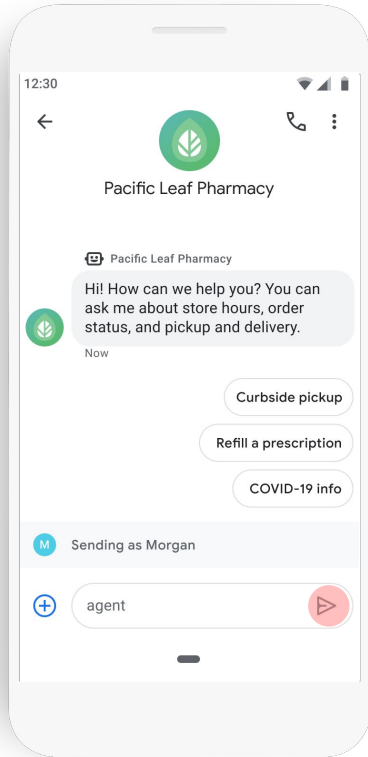 12:30
Pacific Leaf Pharmacy
Pacific Leaf Pharmacy
Hi! How can we help you? You can
ask me about store hours, order
status, and pickup and delivery.
Now
Curbside pickup
Refill a prescription
COVID-19 info
M Sending as Morgan
agent